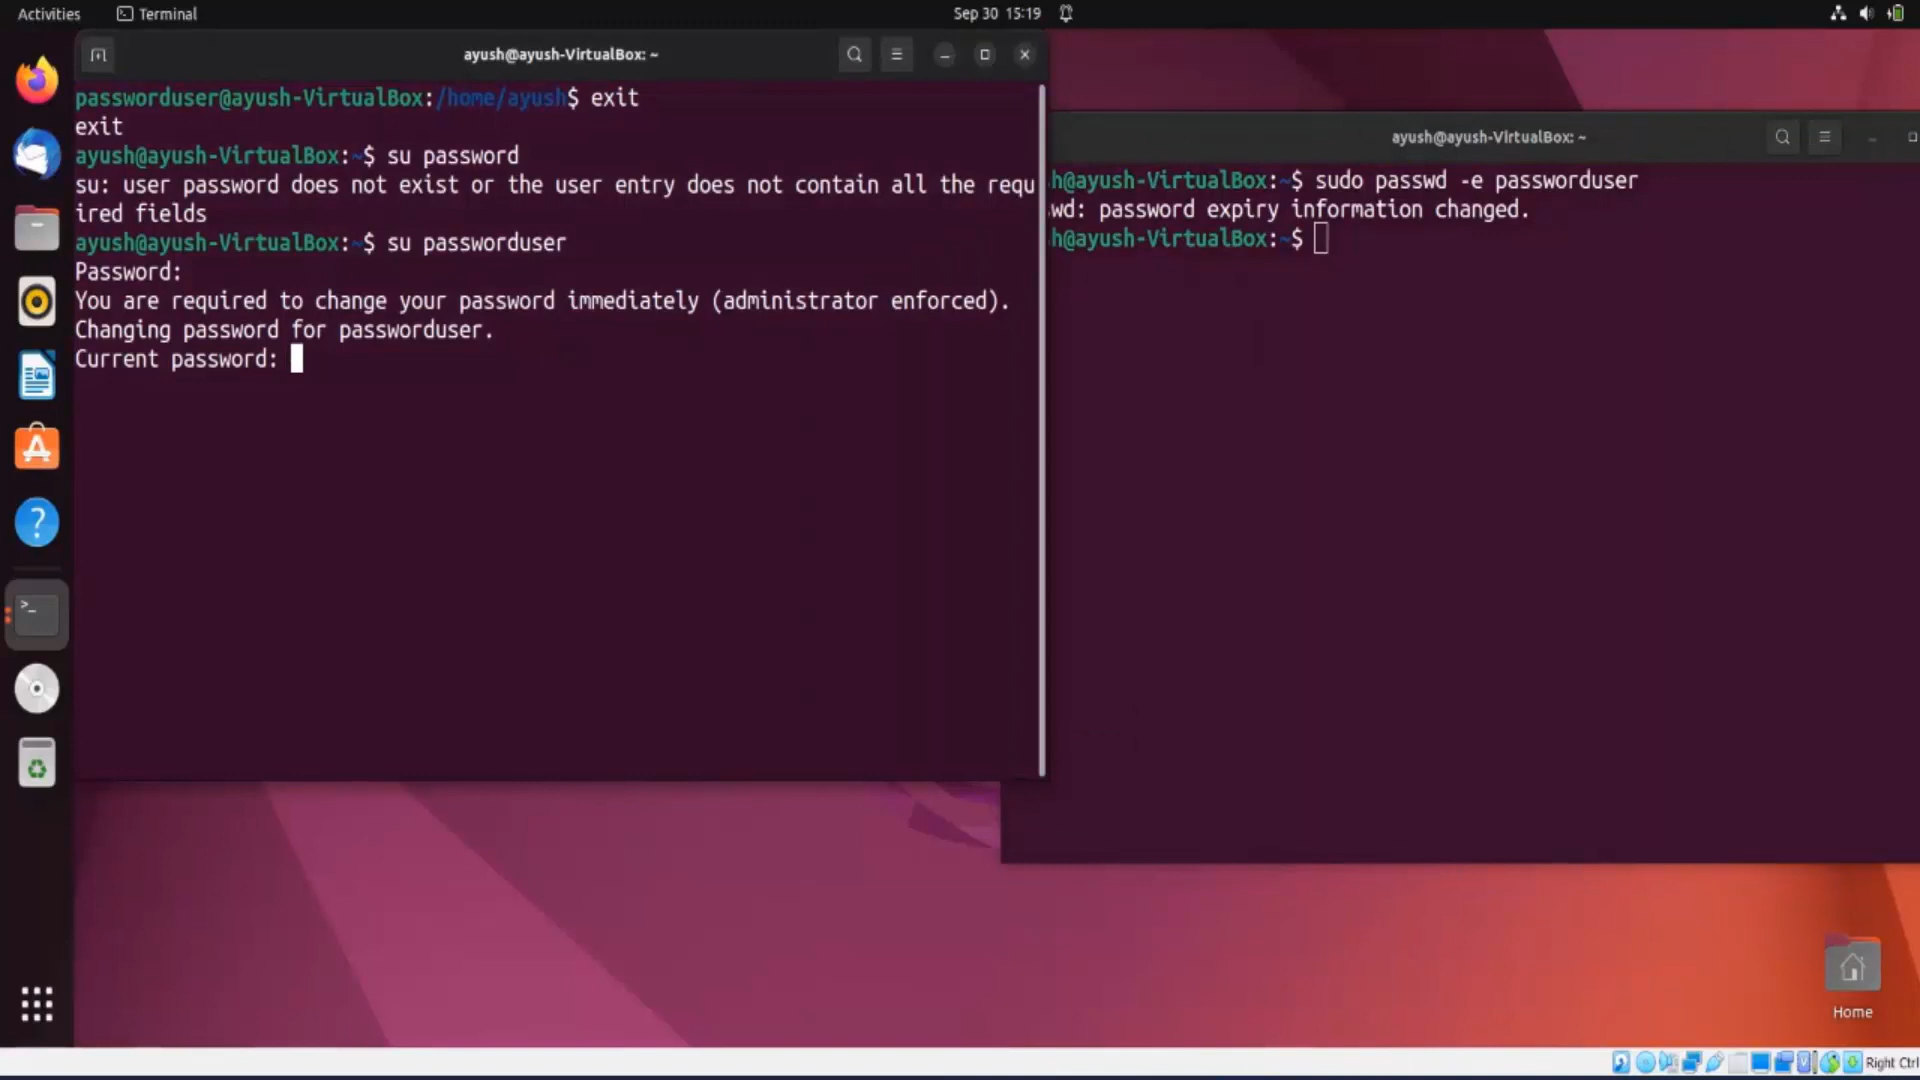 Activities
Terminal
Sep 30 15:19
ayush@ayush-VirtualBox: ~
passworduser@ayush-VirtualBox:/home/ayush$ exit
exit
ayush@ayush-VirtualBox:~$ su password
su: user password does not exist or the user entry does not contain all the requ
ired fields
ayush@ayush-VirtualBox:~$ su passworduser
Password:
You are required to change your password immediately (administrator enforced).
Changing password for passworduser.
Current password:
ayush@ayush-VirtualBox: ~
h@ayush-VirtualBox:~$ sudo passwd -e passworduser
wd: password expiry information changed.
h@ayush-VirtualBox:~$
Home
Right Ctrl